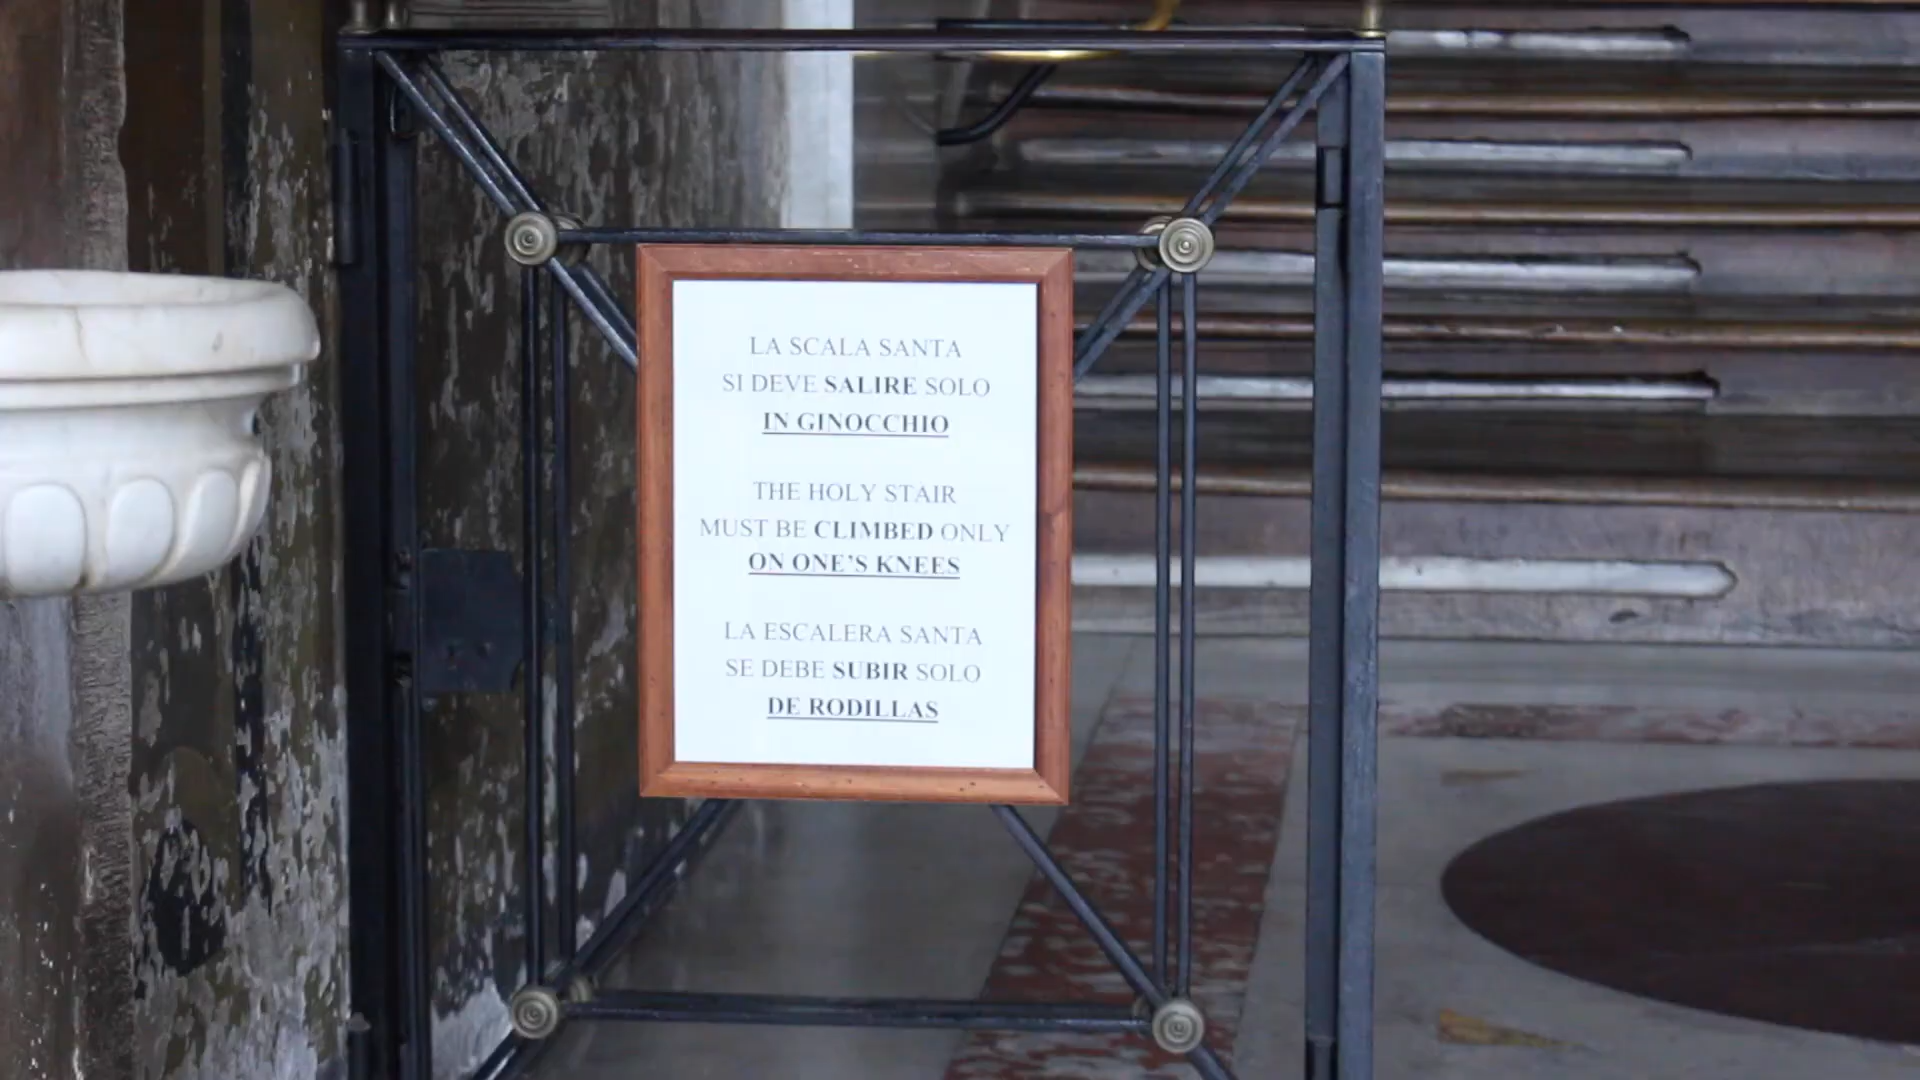 LA SCALA SANTA
SI DEVE SALIRE SOLO
IN GINOCCHIO
THE HOLY STAIR
MUST BE CLIMBED ONLY
ON ONE'S KNEES
LA ESCALERA SANTA
SE DEBE SUBIR SOLO
DE RODILLAS